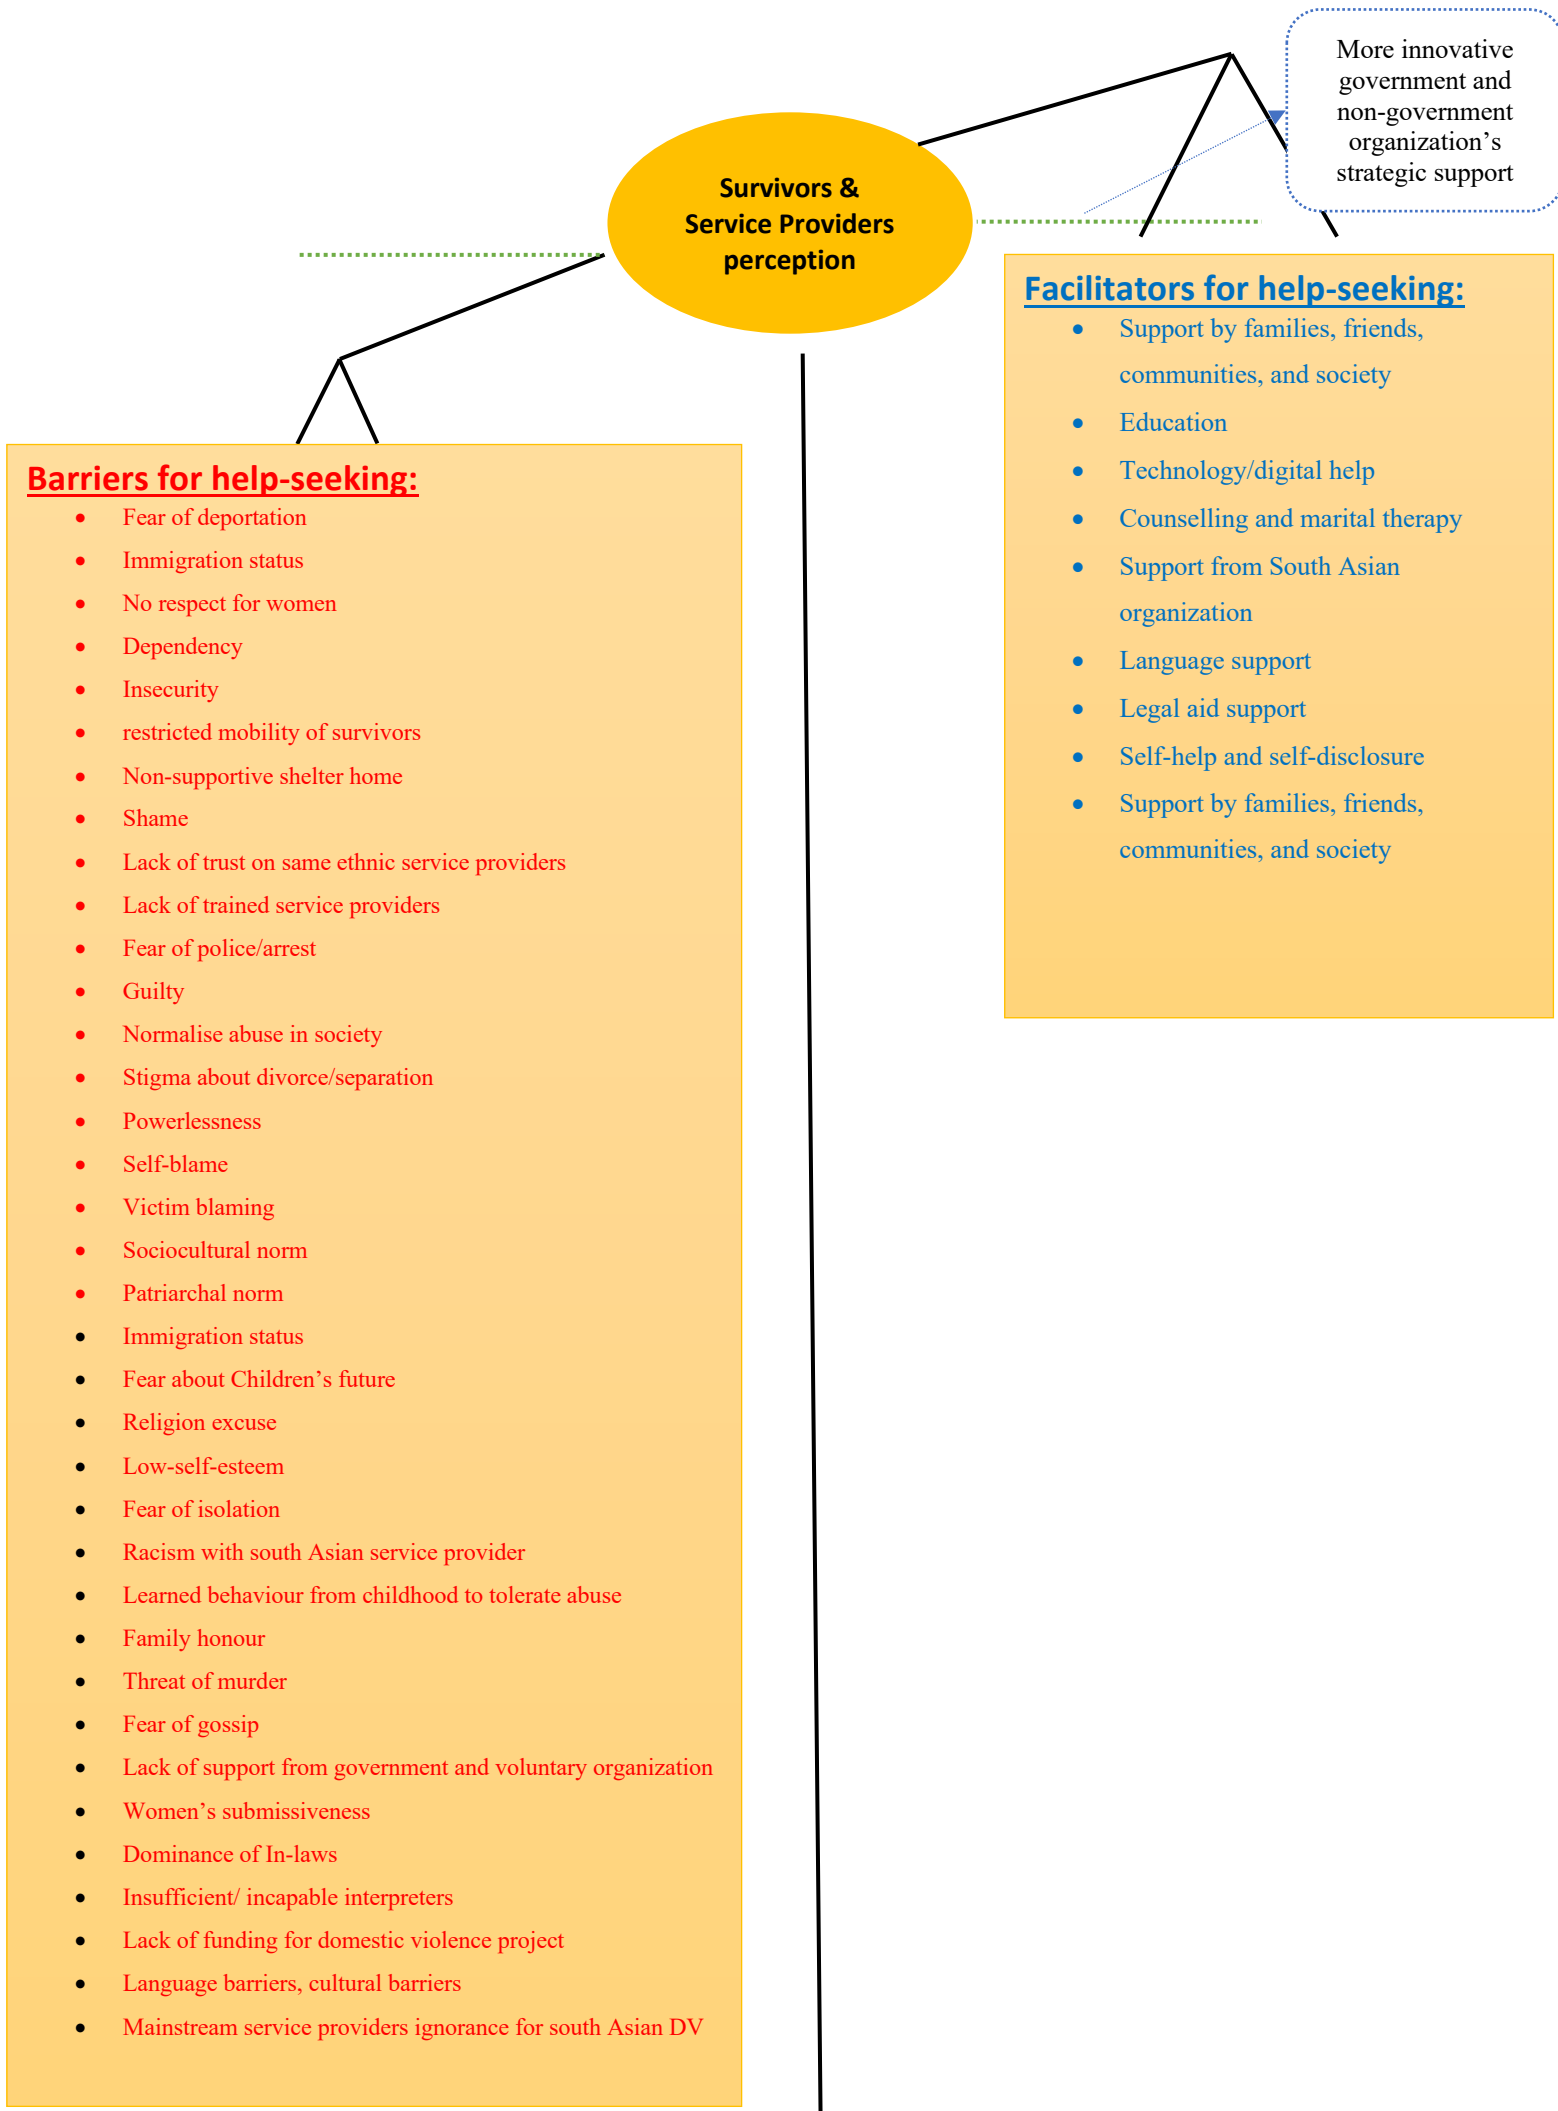 More innovative
government and
non-government
organization’s
strategic support
Survivors &
Service Providers
perception
Facilitators for help-seeking:
• Support by families, friends,
communities, and society
• Education
• Technology/digital help
• Counselling and marital therapy
• Support from South Asian
organization
• Language support
• Legal aid support
• Self-help and self-disclosure
• Support by families, friends,
communities, and society
Barriers for help-seeking:
• Fear of deportation
• Immigration status
• No respect for women
• Dependency
• Insecurity
• restricted mobility of survivors
• Non-supportive shelter home
• Shame
• Lack of trust on same ethnic service providers
• Lack of trained service providers
• Fear of police/arrest
• Guilty
• Normalise abuse in society
• Stigma about divorce/separation
• Powerlessness
• Self-blame
• Victim blaming
• Sociocultural norm
• Patriarchal norm
• Immigration status
• Fear about Children’s future
• Religion excuse
• Low-self-esteem
• Fear of isolation
• Racism with south Asian service provider
• Learned behaviour from childhood to tolerate abuse
• Family honour
• Threat of murder
• Fear of gossip
• Lack of support from government and voluntary organization
• Women’s submissiveness
• Dominance of In-laws
• Insufficient/ incapable interpreters
• Lack of funding for domestic violence project
• Language barriers, cultural barriers
• Mainstream service providers ignorance for south Asian DV